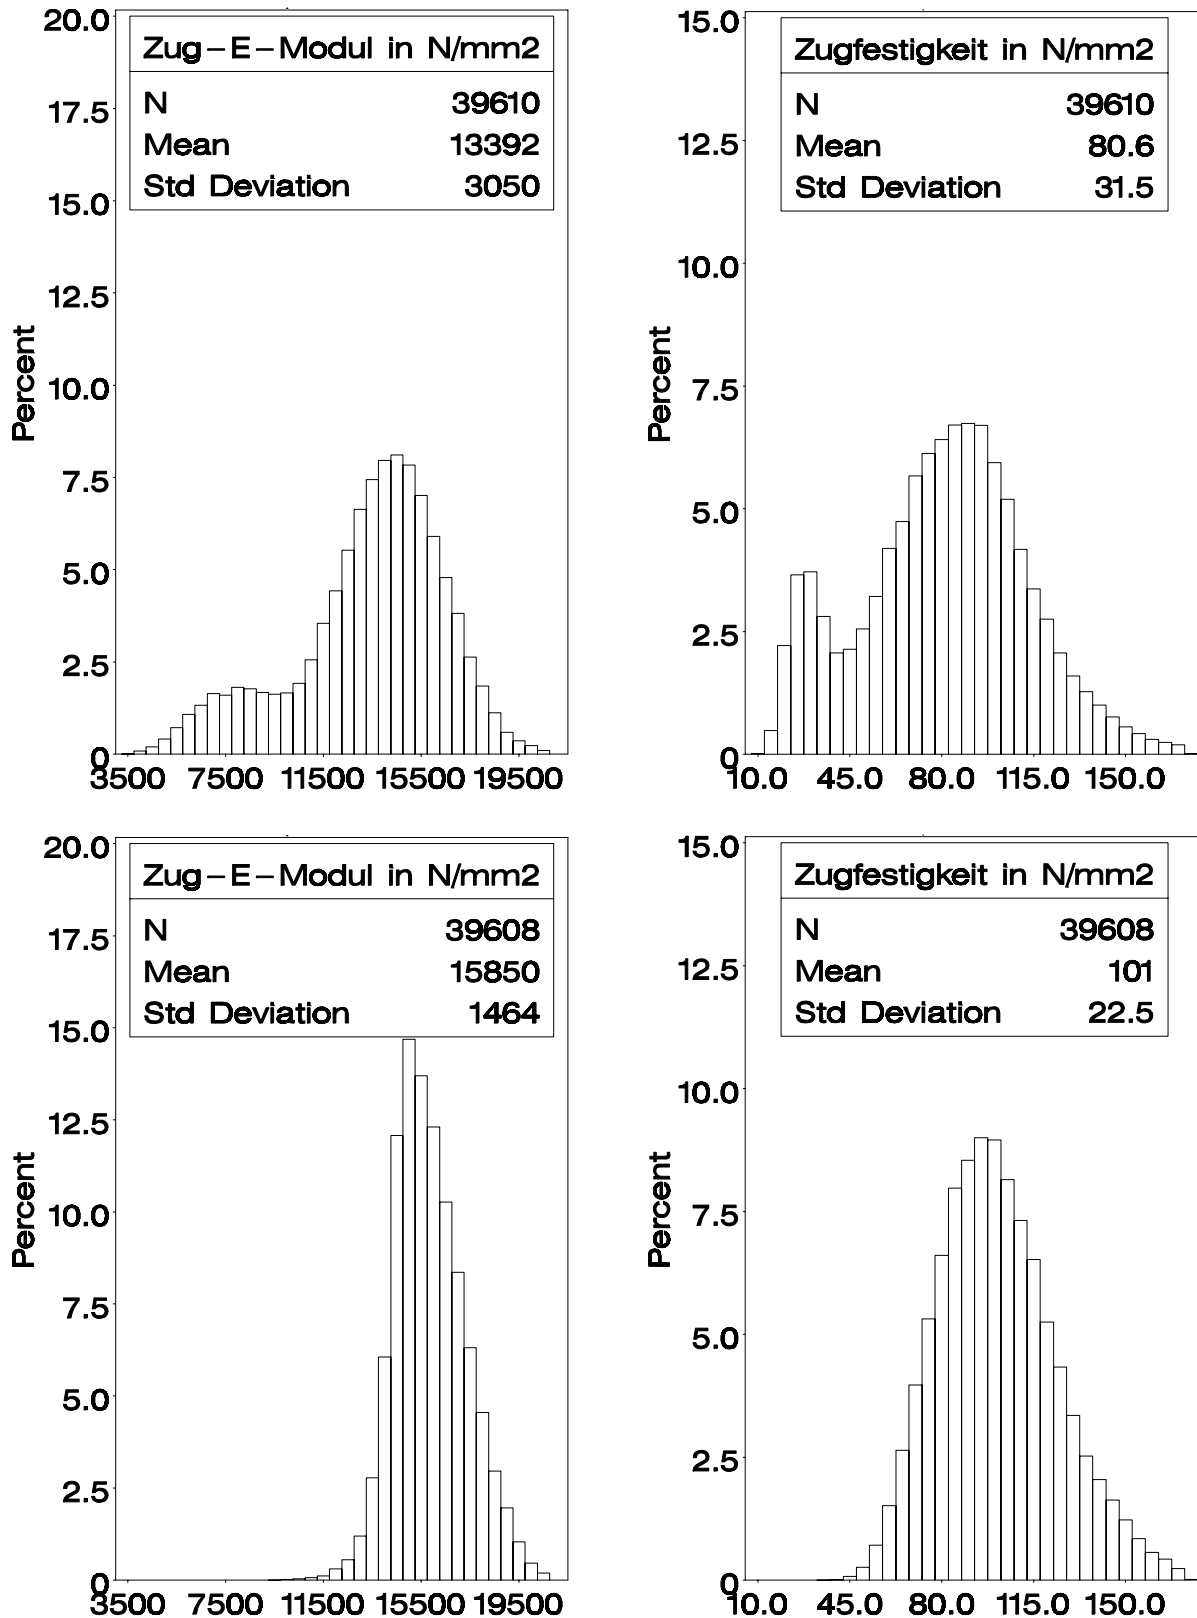 Zug-E-Modul in N/mm2
N 39610
Mean 13392
Std Deviation 3050
Percent
20.0
17.5
15.0
12.5
10.0
7.5
5.0
2.5
0
3500 7500 11500 15500 19500
Zugfestigkeit in N/mm2
N 39610
Mean 80.6
Std Deviation 31.5
Percent
15.0
12.5
10.0
7.5
5.0
2.5
0
10.0 45.0 80.0 115.0 150.0
Zug-E-Modul in N/mm2
N 39608
Mean 15850
Std Deviation 1464
Percent
20.0
17.5
15.0
12.5
10.0
7.5
5.0
2.5
0
3500 7500 11500 15500 19500
Zugfestigkeit in N/mm2
N 39608
Mean 101
Std Deviation 22.5
Percent
15.0
12.5
10.0
7.5
5.0
2.5
0
10.0 45.0 80.0 115.0 150.0